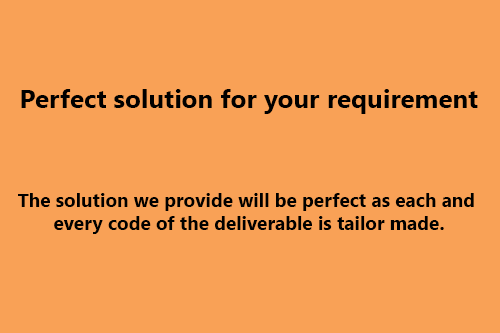 Perfect solution for your requirement
The solution we provide will be perfect as each and
every code of the deliverable is tailor made.